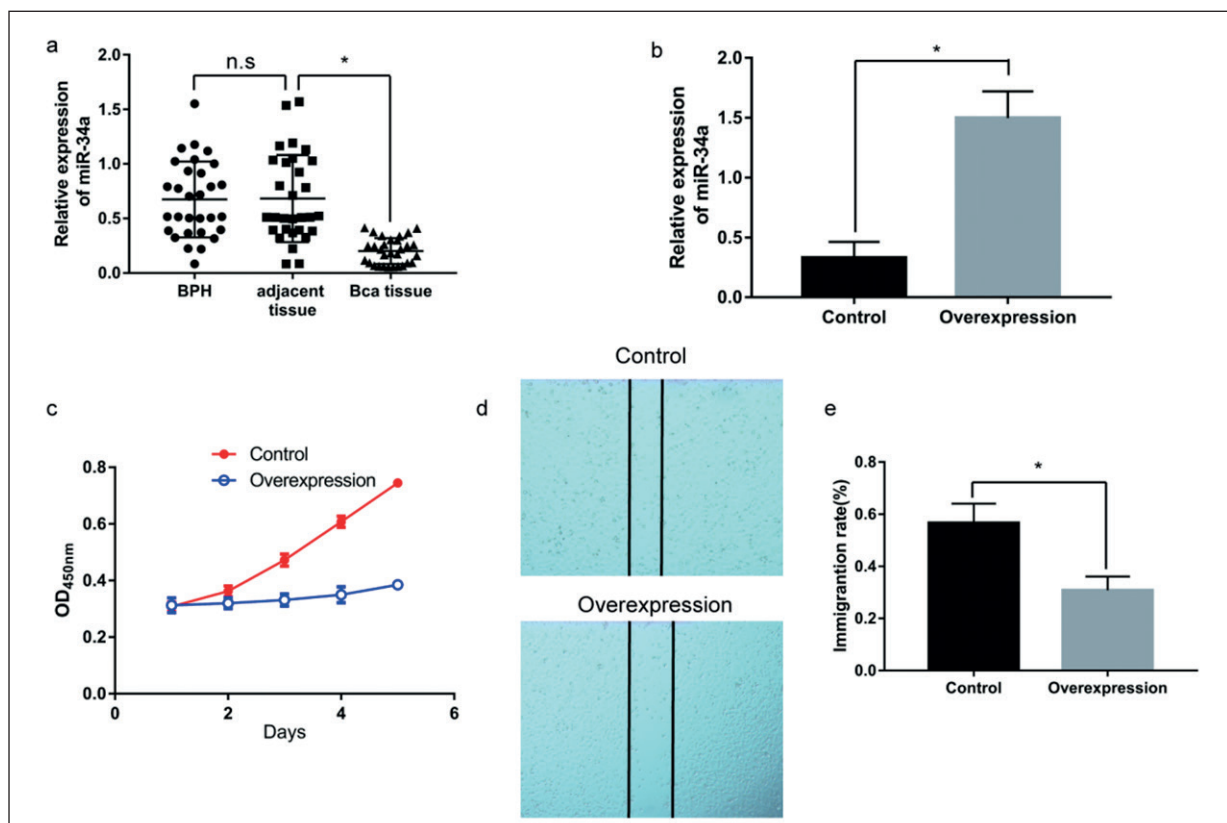 a
n.s
*
Relative expression
of miR-34a
2.0
1.5
1.0
0.5
0.0
BPH
adjacent
tissue
Bca tissue
b
*
Relative expression
of miR-34a
2.0
1.5
1.0
0.5
0.0
Control
Overexpression
c
Control
Overexpression
OD450nm
0.8
0.6
0.4
0.2
0.0
0
2
4
6
Days
d
Control
Overexpression
e
*
Immigrantion rate(%)
0.8
0.6
0.4
0.2
0.0
Control
Overexpression